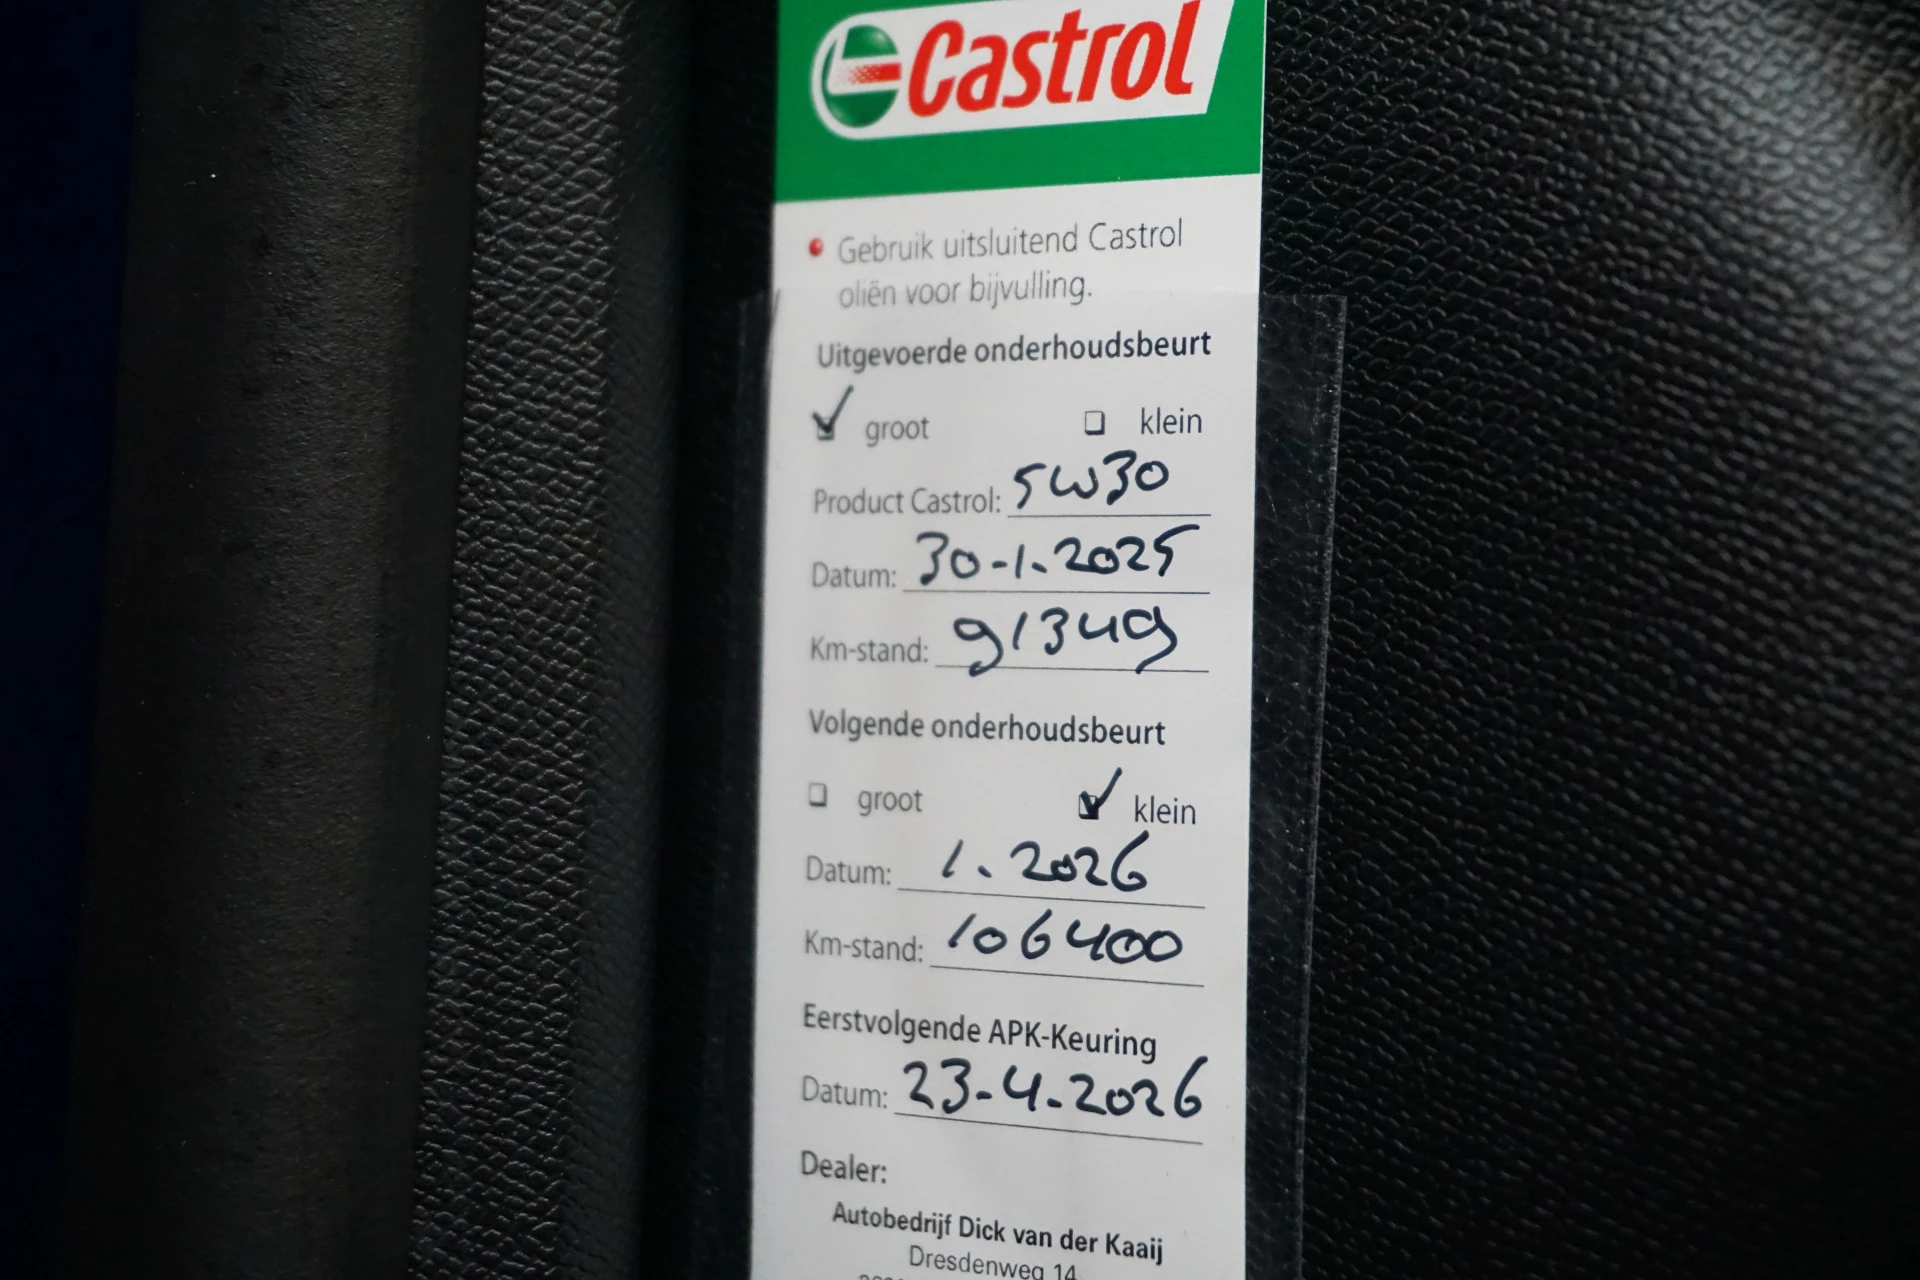 Castrol
Gebruik uitsluitend Castrol
oliën voor bijvulling.
Uitgevoerde onderhoudsbeurt
groot klein
Product Castrol: 5W30
Datum: 30-1-2025
Km-stand: 91349
Volgende onderhoudsbeurt
groot klein
Datum: 1.2026
Km-stand: 106400
Eerstvolgende APK-Keuring
Datum: 23-4-2026
Dealer:
Autobedrijf Dick van der Kaaij
Dresdenweg 14